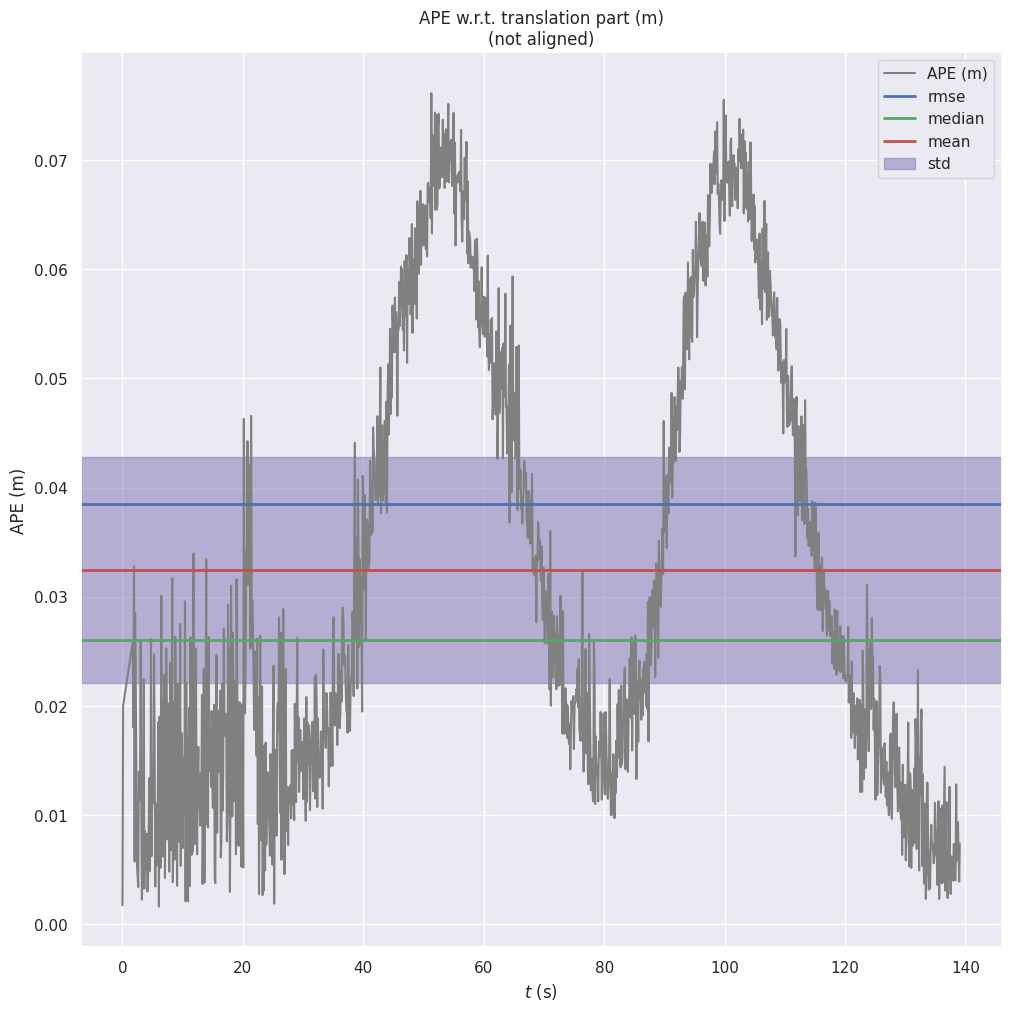 APE w.r.t. translation part (m)
(not aligned)
APE (m)
rmse
median
mean
std
0.07
0.06
0.05
0.04
0.03
0.02
0.01
0.00
APE (m)
0 20 40 60 80 100 120 140
t (s)